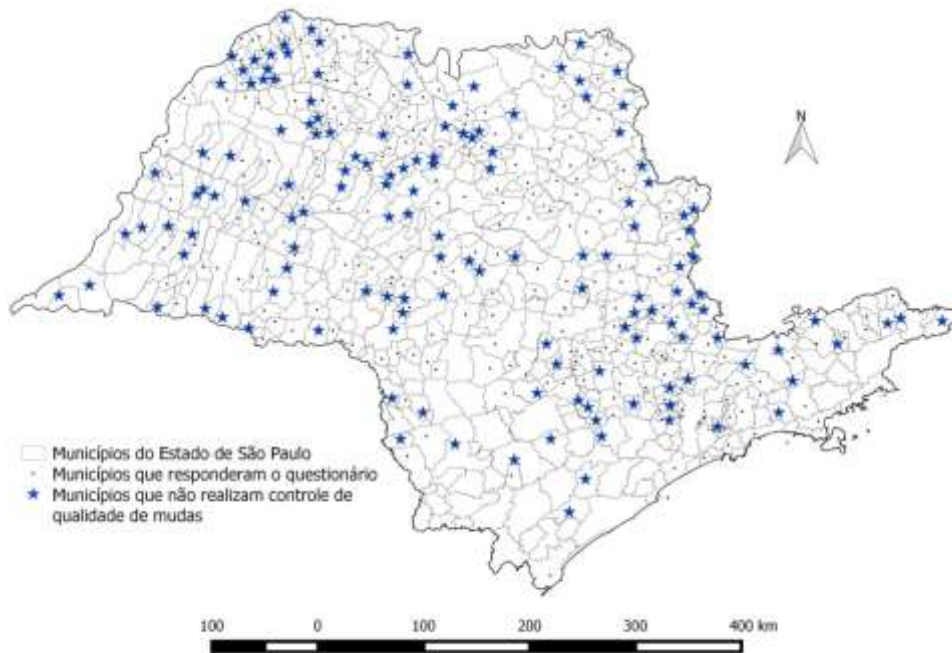 N
Municípios do Estado de São Paulo
Municípios que responderam o questionário
Municípios que não realizam controle de
qualidade de mudas
100 0 100 200 300 400 km